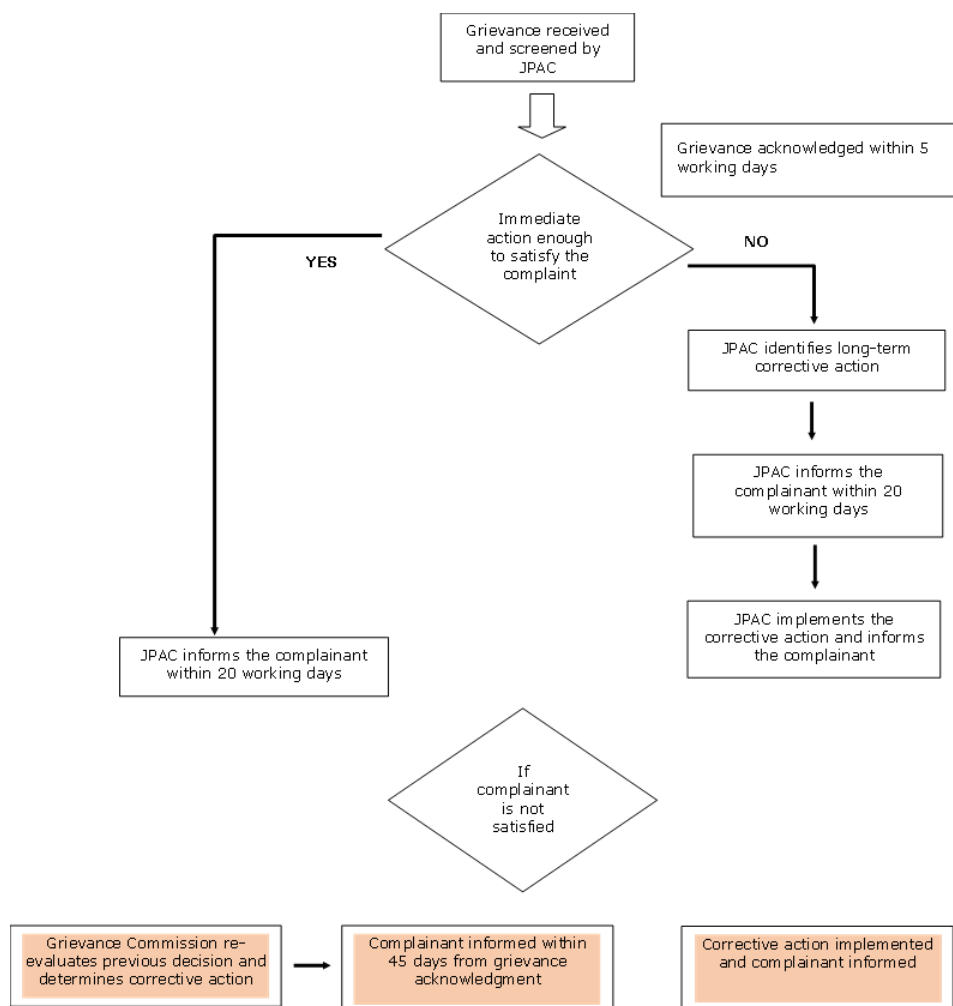 Grievance received
and screened by
JPAC
Grievance acknowledged within 5
working days
Immediate
action enough
to satisfy the
complaint
YES
NO
JPAC identifies long-term
corrective action
JPAC informs the
complainant within 20
working days
JPAC implements the
corrective action and informs
the complainant
JPAC informs the complainant
within 20 working days
If
complainant
is not
satisfied
Grievance Commission re-
evaluates previous decision and
determines corrective action
Complainant informed within
45 days from grievance
acknowledgment
Corrective action implemented
and complainant informed